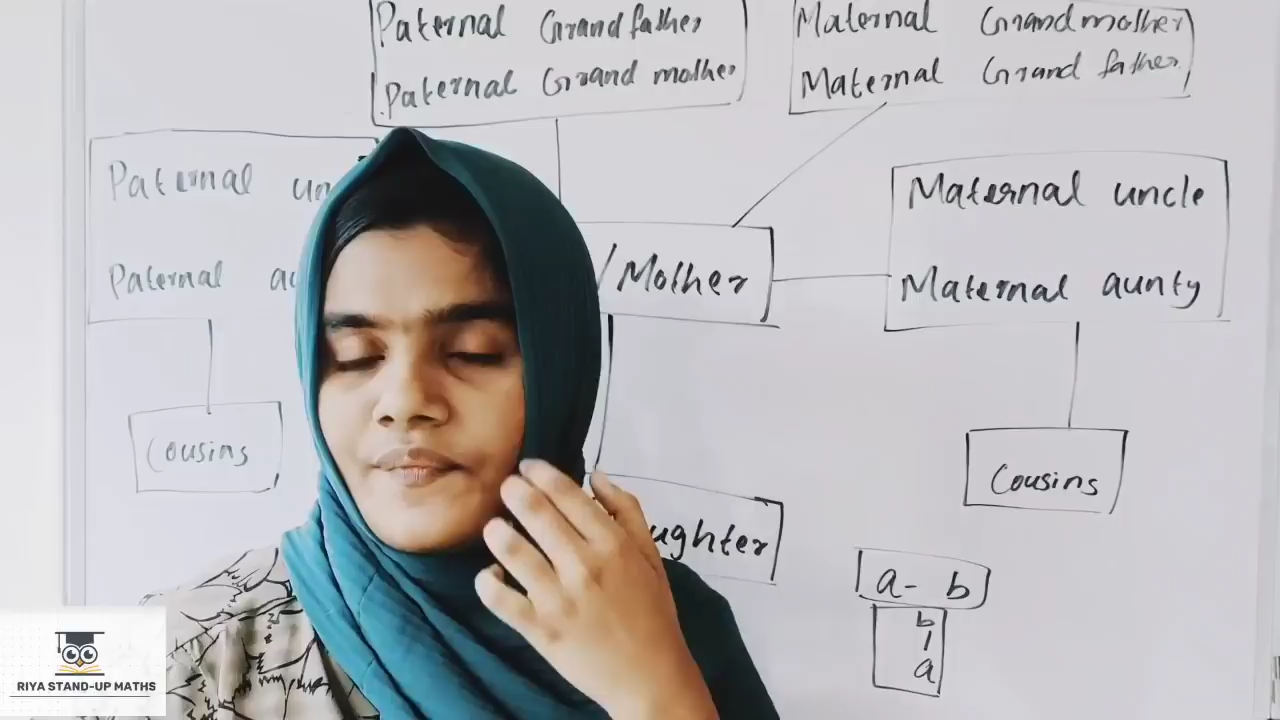 Paternal Grandfather
Paternal Grand mother
Maternal Grandmother
Maternal Grand father
Paternal
Paternal
/Mother
Maternal uncle
Maternal aunty
Cousins
Cousins
a- b
b
a
RIYA STAND-UP MATHS